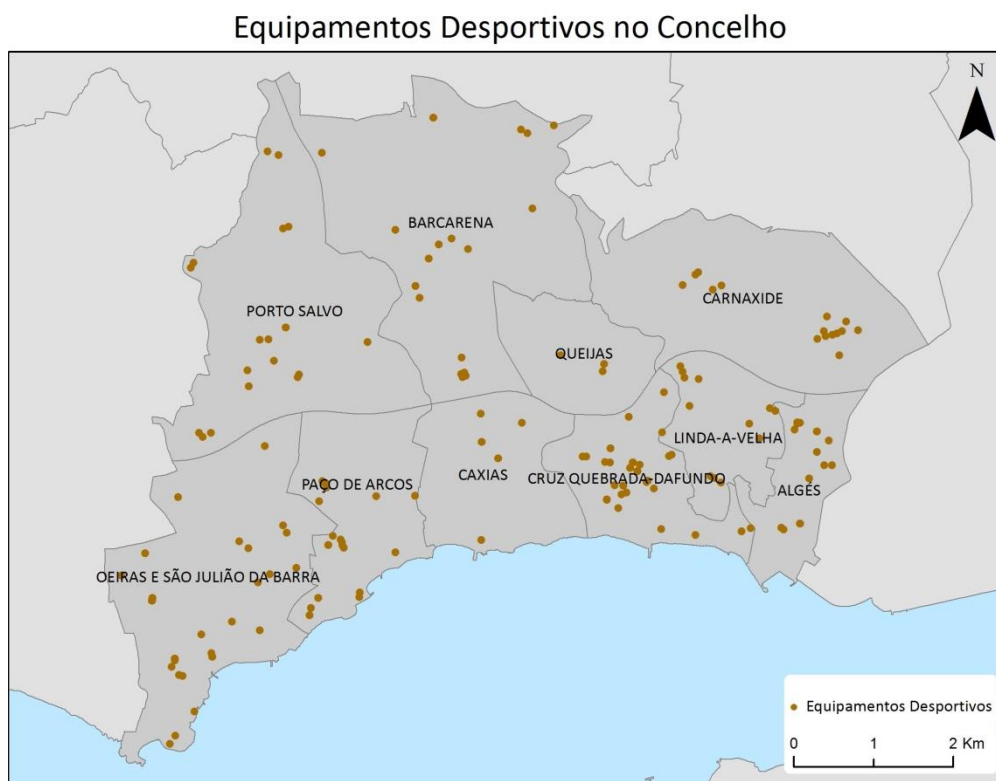 Equipamentos Desportivos no Concelho
N
BARCARENA
CARNAXIDE
PORTO SALVO
QUEIJAS
LINDA-A-VELHA
CAXIAS
CRUZ QUEBRADA-DAFUNDO
PAÇO DE ARCOS
ALGÉS
OEIRAS E SÃO JULIÃO DA BARRA
Equipamentos Desportivos
0 1 2 Km